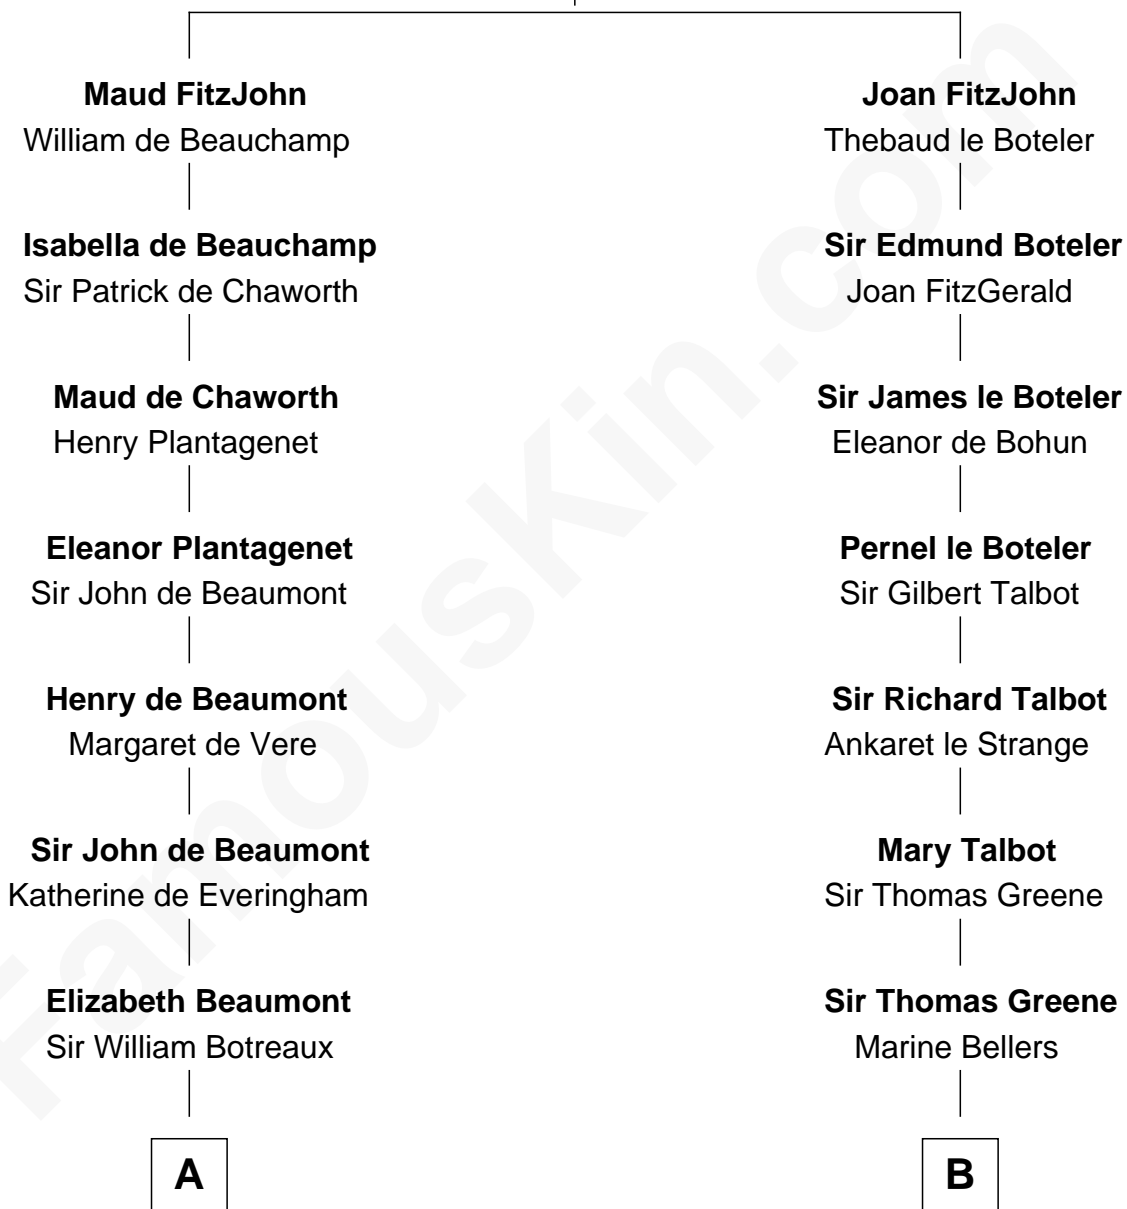 Maud FitzJohn
William de Beauchamp
Isabella de Beauchamp
Sir Patrick de Chaworth
Maud de Chaworth
Henry Plantagenet
Eleanor Plantagenet
Sir John de Beaumont
Henry de Beaumont
Margaret de Vere
Sir John de Beaumont
Katherine de Everingham
Elizabeth Beaumont
Sir William Botreaux
A
Joan FitzJohn
Thebaud le Boteler
Sir Edmund Boteler
Joan FitzGerald
Sir James le Boteler
Eleanor de Bohun
Pernel le Boteler
Sir Gilbert Talbot
Sir Richard Talbot
Ankaret le Strange
Mary Talbot
Sir Thomas Greene
Sir Thomas Greene
Marine Bellers
B
FamousKin.com